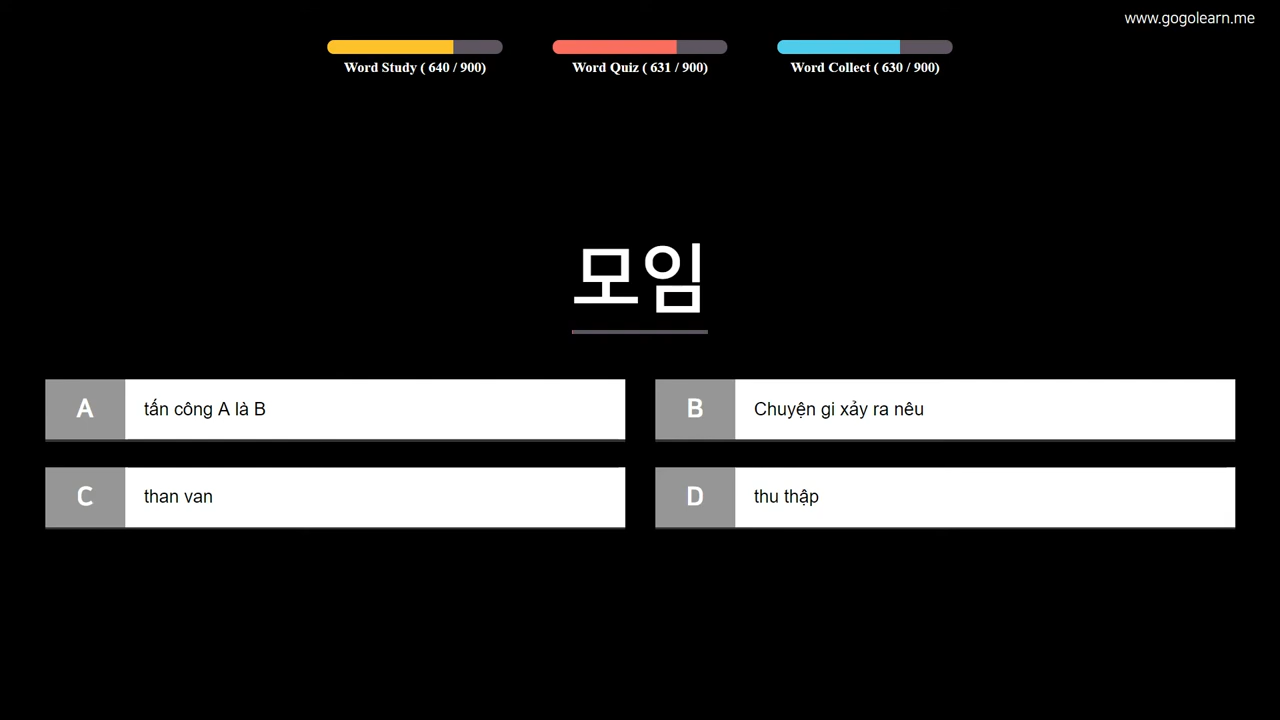 www.gogolearn.me
Word Study ( 640 / 900)
Word Quiz ( 631 / 900)
Word Collect ( 630 / 900)
모임
A tấn công A là B
B Chuyện gi xảy ra nêu
C than van
D thu thập